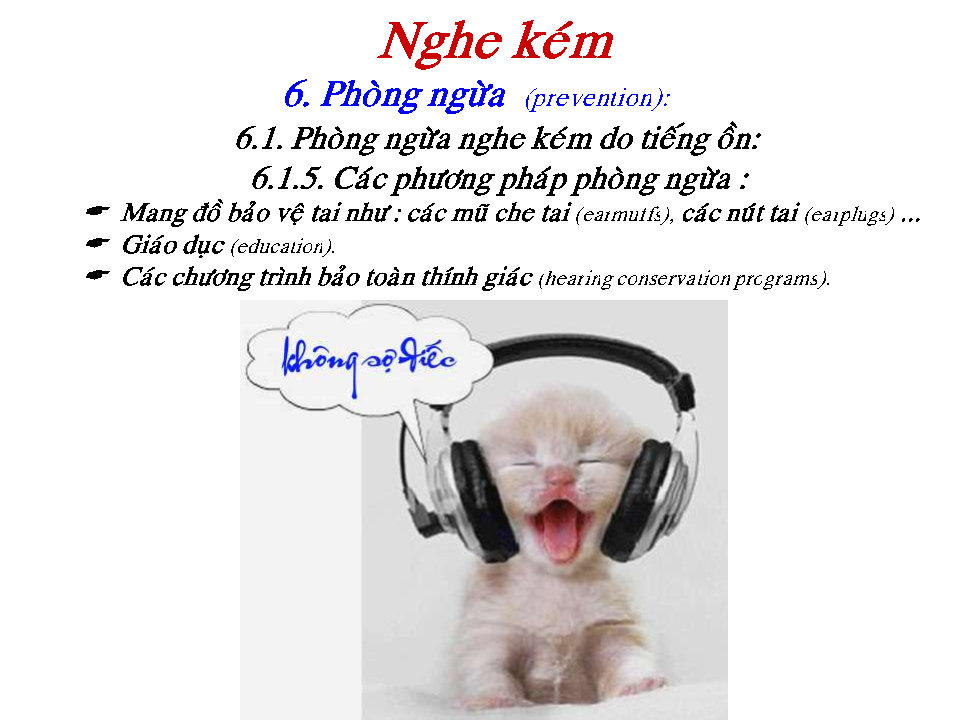 Nghe kém
6. Phòng ngừa (prevention):
6.1. Phòng ngừa nghe kém do tiếng ồn:
6.1.5. Các phương pháp phòng ngừa :
Mang đồ bảo vệ tai như : các mũ che tai (earmuffs), các nút tai (earplugs) ...
Giáo dục (education).
Các chương trình bảo toàn thính giác (hearing conservation programs).
không sợ điếc